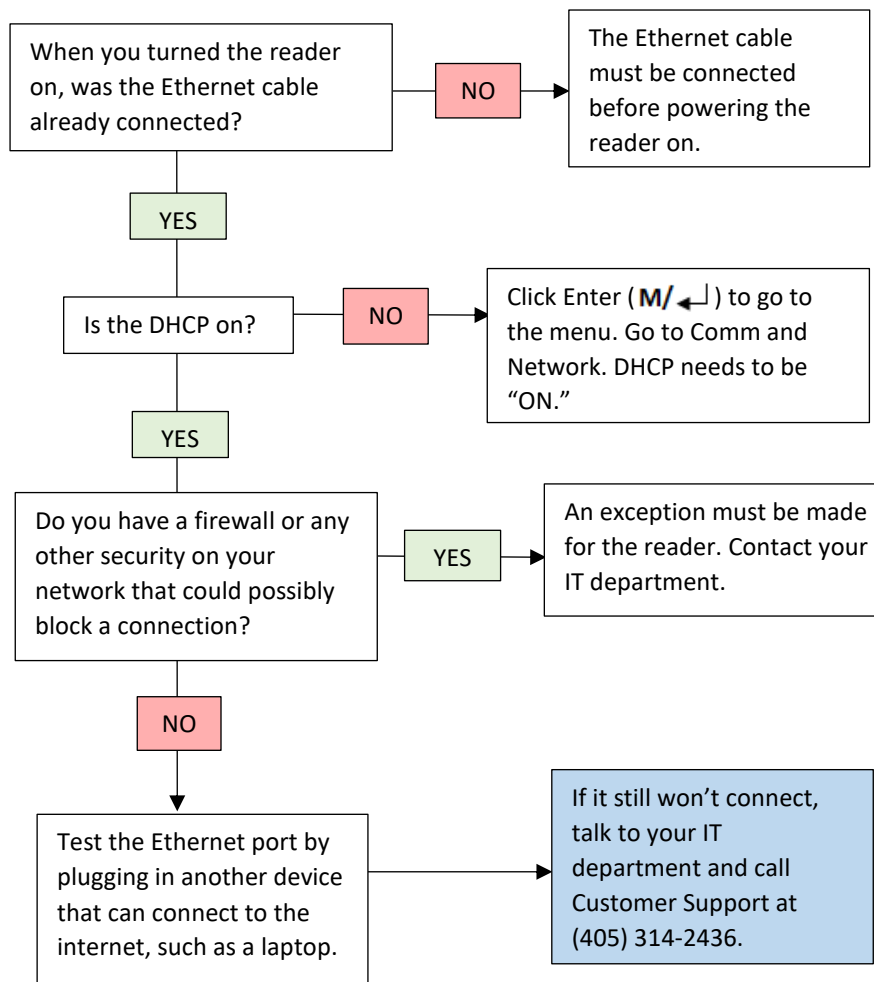 When you turned the reader
on, was the Ethernet cable
already connected?
NO
The Ethernet cable
must be connected
before powering the
reader on.
YES
Is the DHCP on?
NO
Click Enter (M/↵) to go to
the menu. Go to Comm and
Network. DHCP needs to be
“ON.”
YES
Do you have a firewall or any
other security on your
network that could possibly
block a connection?
YES
An exception must be made
for the reader. Contact your
IT department.
NO
Test the Ethernet port by
plugging in another device
that can connect to the
internet, such as a laptop.
If it still won’t connect,
talk to your IT
department and call
Customer Support at
(405) 314-2436.